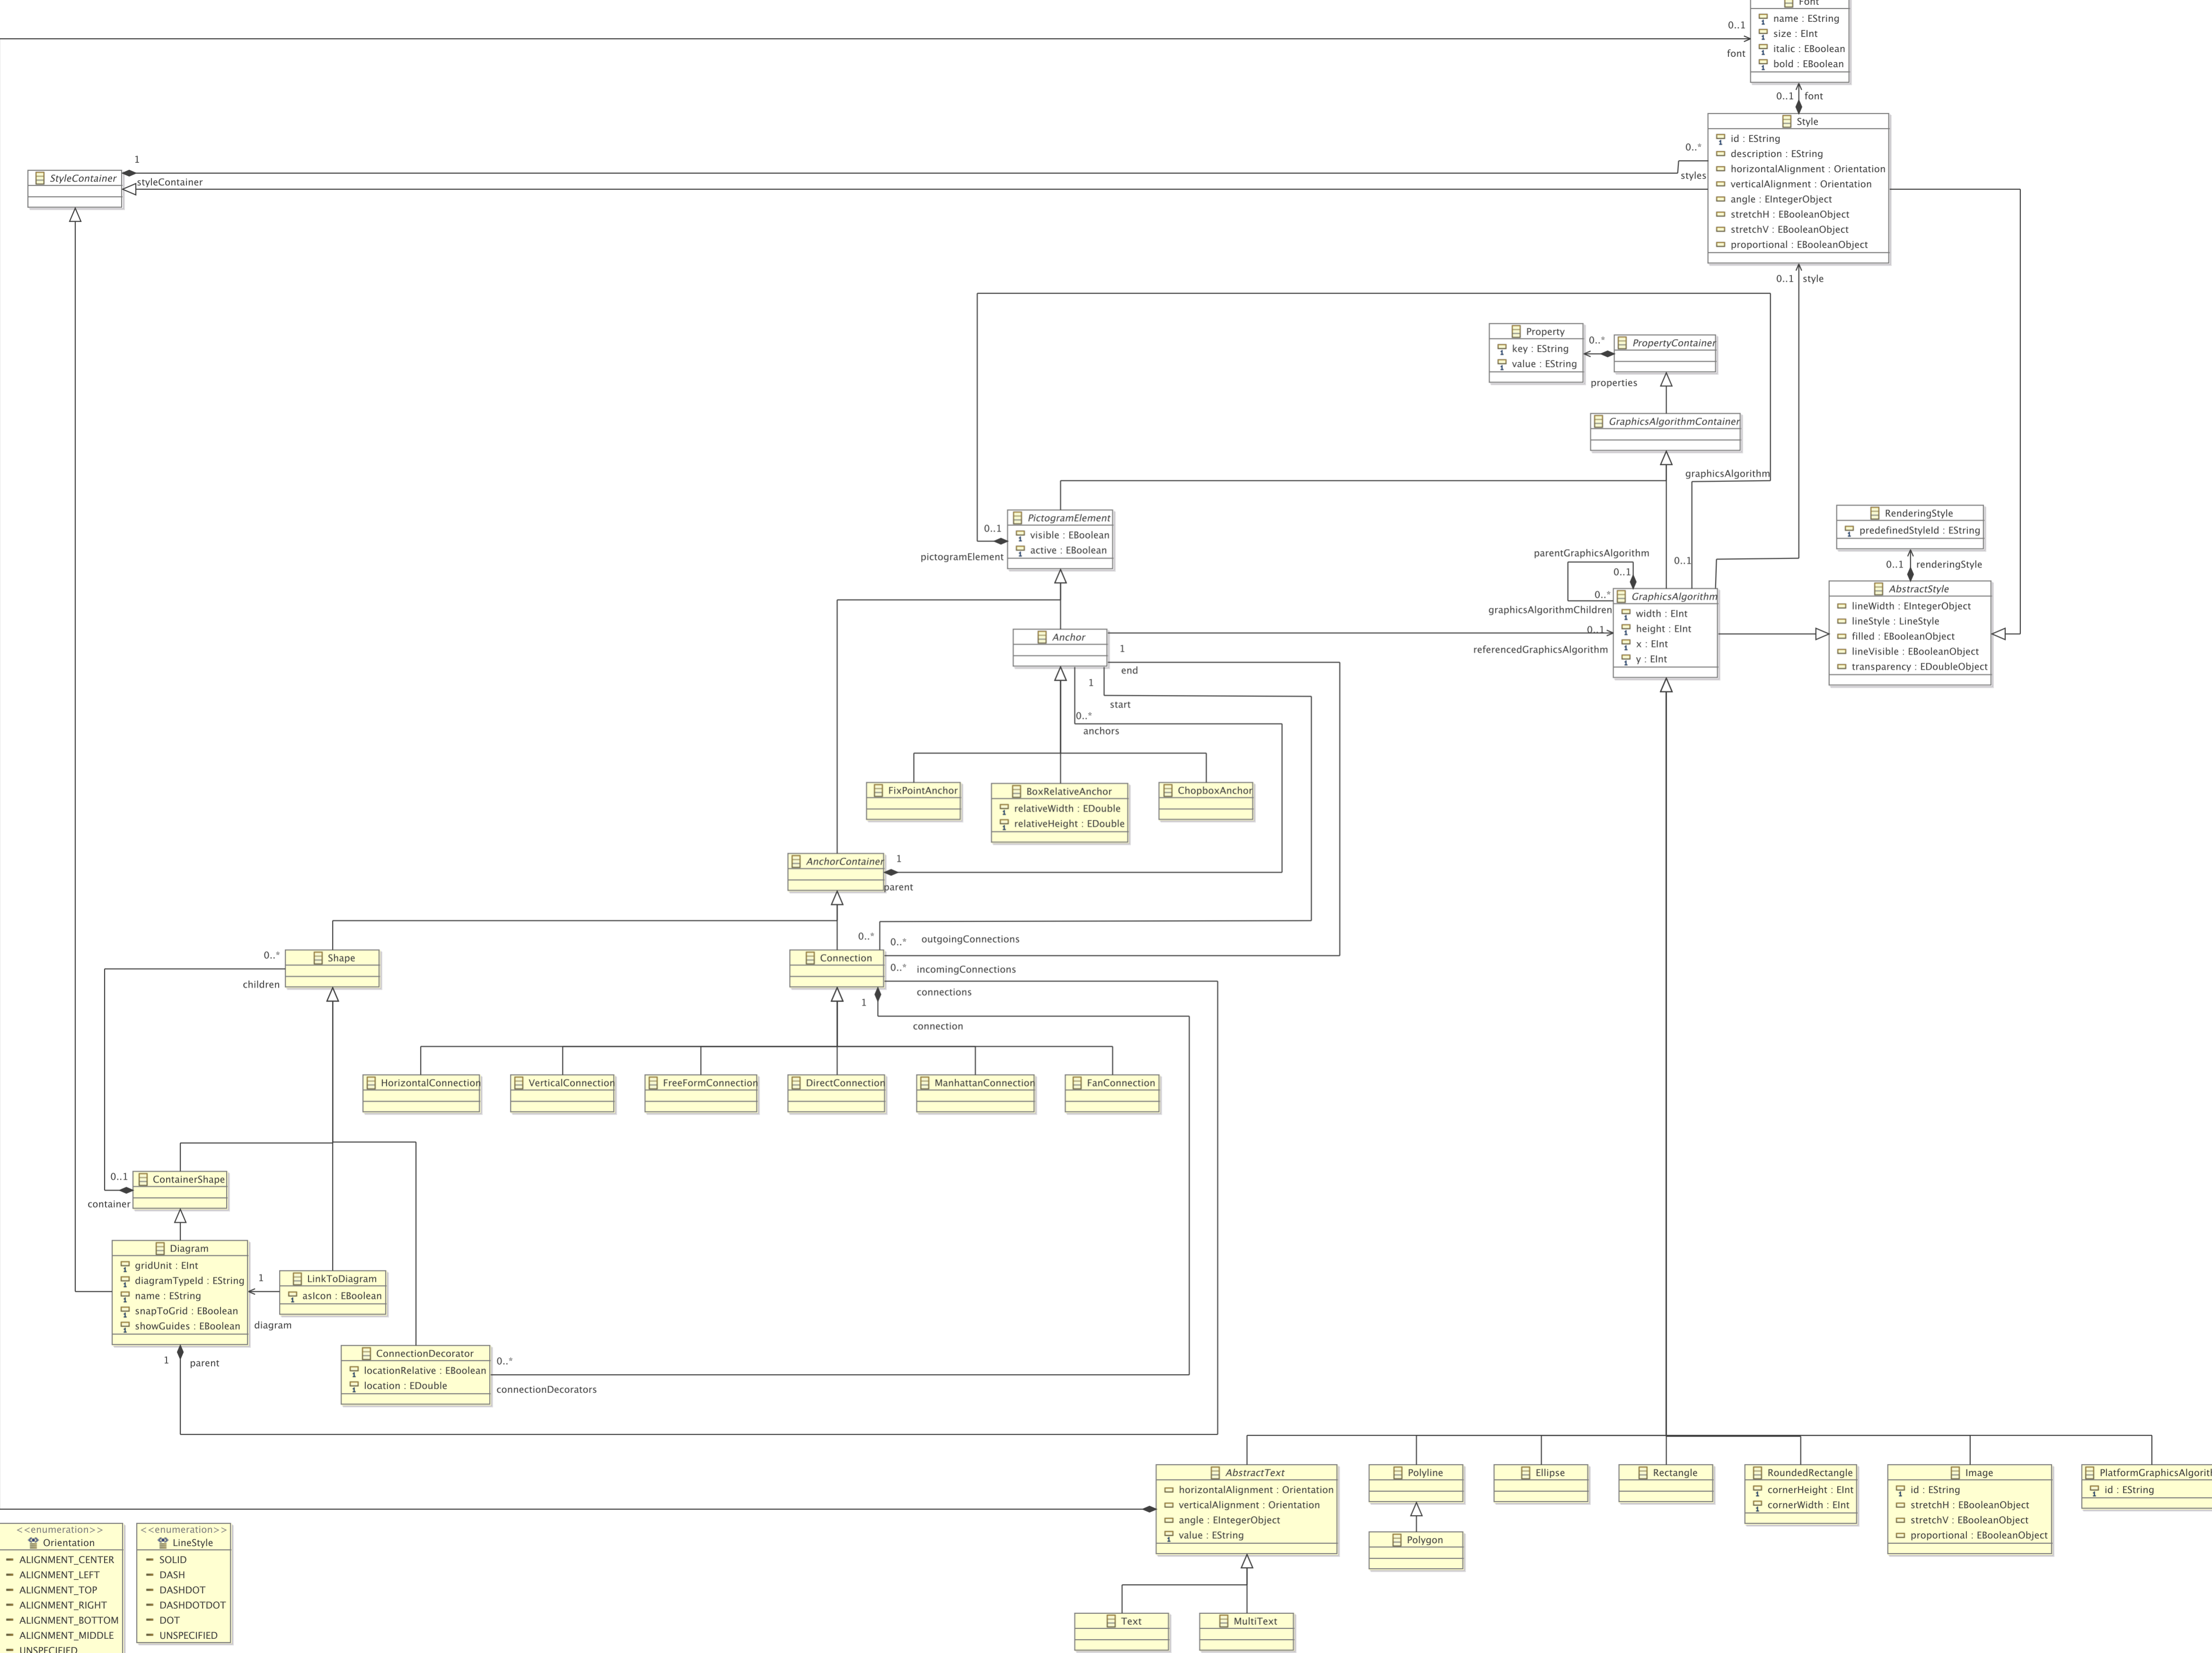 Font
name : EString
size : EInt
italic : EBoolean
bold : EBoolean
0..1
font
0..1
font
Style
id : EString
description : EString
horizontalAlignment : Orientation
verticalAlignment : Orientation
angle : EIntegerObject
stretchH : EBooleanObject
stretchV : EBooleanObject
proportional : EBooleanObject
0..*
styles
1
styleContainer
StyleContainer
0..1
style
Property
key : EString
value : EString
0..*
properties
PropertyContainer
GraphicsAlgorithmContainer
graphicsAlgorithm
0..1
PictogramElement
visible : EBoolean
active : EBoolean
0..1
pictogramElement
RenderingStyle
predefinedStyleId : EString
0..1
renderingStyle
AbstractStyle
lineWidth : EIntegerObject
lineStyle : LineStyle
filled : EBooleanObject
lineVisible : EBooleanObject
transparency : EDoubleObject
parentGraphicsAlgorithm
0..1
0..*
graphicsAlgorithmChildren
GraphicsAlgorithm
width : EInt
height : EInt
x : EInt
y : EInt
0..1
referencedGraphicsAlgorithm
Anchor
1
end
1
start
0..*
anchors
FixPointAnchor
BoxRelativeAnchor
relativeWidth : EDouble
relativeHeight : EDouble
ChopboxAnchor
AnchorContainer
1
parent
Shape
0..*
children
Connection
0..*
0..*
outgoingConnections
0..*
incomingConnections
connections
1
connection
HorizontalConnection
VerticalConnection
FreeFormConnection
DirectConnection
ManhattanConnection
FanConnection
ContainerShape
0..1
container
Diagram
gridUnit : EInt
diagramTypeId : EString
name : EString
snapToGrid : EBoolean
showGuides : EBoolean
1
diagram
LinkToDiagram
asIcon : EBoolean
1
parent
ConnectionDecorator
locationRelative : EBoolean
location : EDouble
0..*
connectionDecorators
AbstractText
horizontalAlignment : Orientation
verticalAlignment : Orientation
angle : EIntegerObject
value : EString
Polyline
Ellipse
Rectangle
RoundedRectangle
cornerHeight : EInt
cornerWidth : EInt
Image
id : EString
stretchH : EBooleanObject
stretchV : EBooleanObject
proportional : EBooleanObject
PlatformGraphicsAlgorit
id : EString
Polygon
Text
MultiText
<<enumeration>>
Orientation
ALIGNMENT_CENTER
ALIGNMENT_LEFT
ALIGNMENT_TOP
ALIGNMENT_RIGHT
ALIGNMENT_BOTTOM
ALIGNMENT_MIDDLE
UNSPECIFIED
<<enumeration>>
LineStyle
SOLID
DASH
DASHDOT
DASHDOTDOT
DOT
UNSPECIFIED